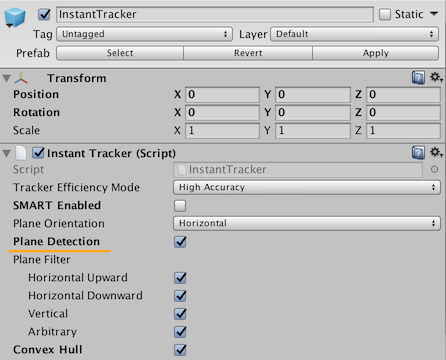 InstantTracker Static
Tag Untagged Layer Default
Prefab Select Revert Apply
Transform
Position X 0 Y 0 Z 0
Rotation X 0 Y 0 Z 0
Scale X 1 Y 1 Z 1
Instant Tracker (Script)
Script InstantTracker
Tracker Efficiency Mode High Accuracy
SMART Enabled
Plane Orientation Horizontal
Plane Detection
Plane Filter
Horizontal Upward
Horizontal Downward
Vertical
Arbitrary
Convex Hull